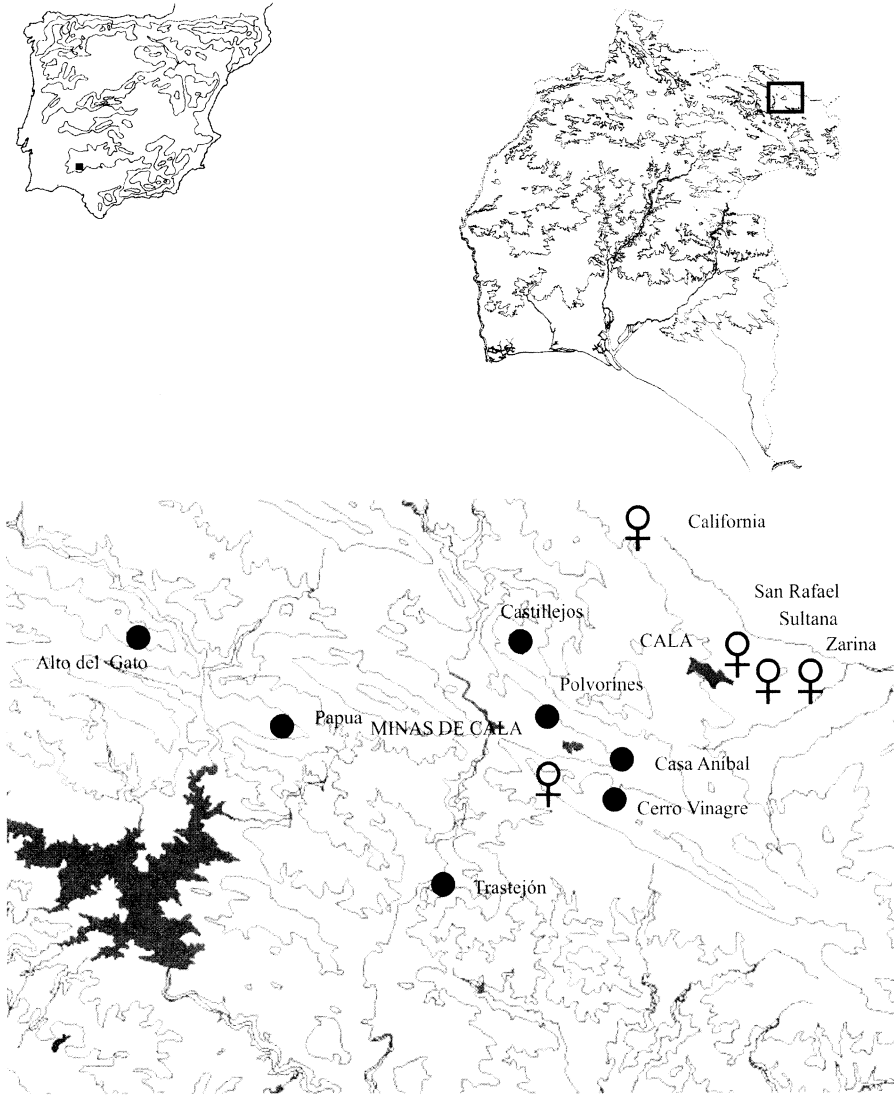 California
San Rafael
Sultana
Zarina
Castillejos
CALA
Alto del Gato
Polvorines
Papua
MINAS DE CALA
Casa Aníbal
Cerro Vinagre
Trastejón